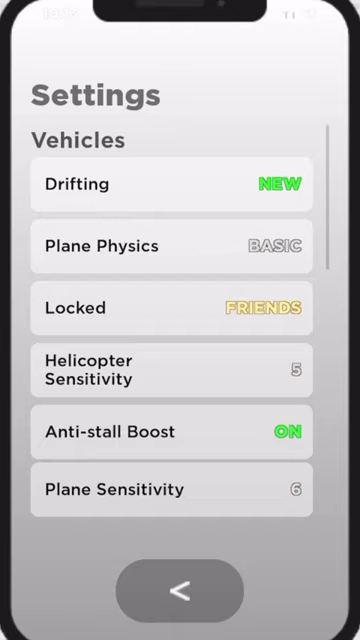 Settings
Vehicles
Drifting NEW
Plane Physics BASIC
Locked FRIENDS
Helicopter
Sensitivity 5
Anti-stall Boost ON
Plane Sensitivity 6
<